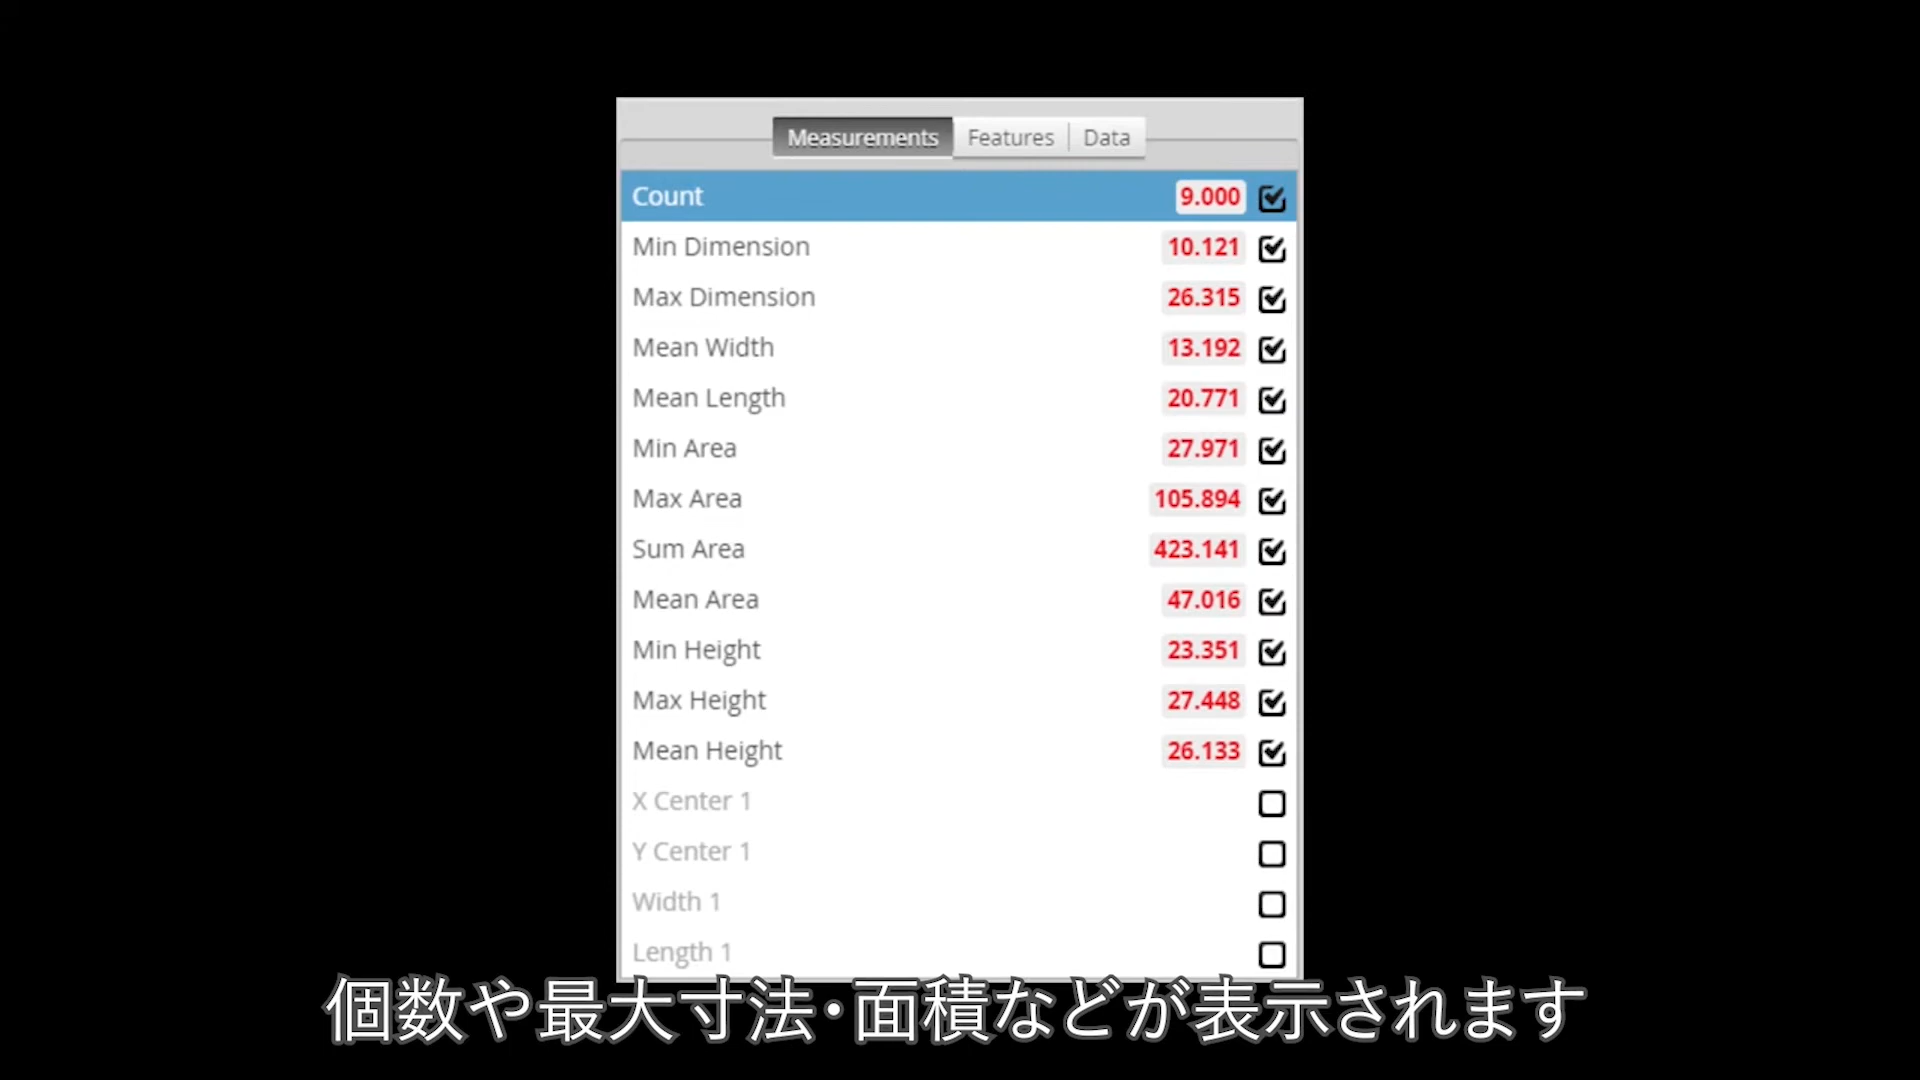 Measurements Features Data
Count 9.000
Min Dimension 10.121
Max Dimension 26.315
Mean Width 13.192
Mean Length 20.771
Min Area 27.971
Max Area 105.894
Sum Area 423.141
Mean Area 47.016
Min Height 23.351
Max Height 27.448
Mean Height 26.133
X Center 1
Y Center 1
Width 1
Length 1
個数や最大寸法・面積などが表示されます